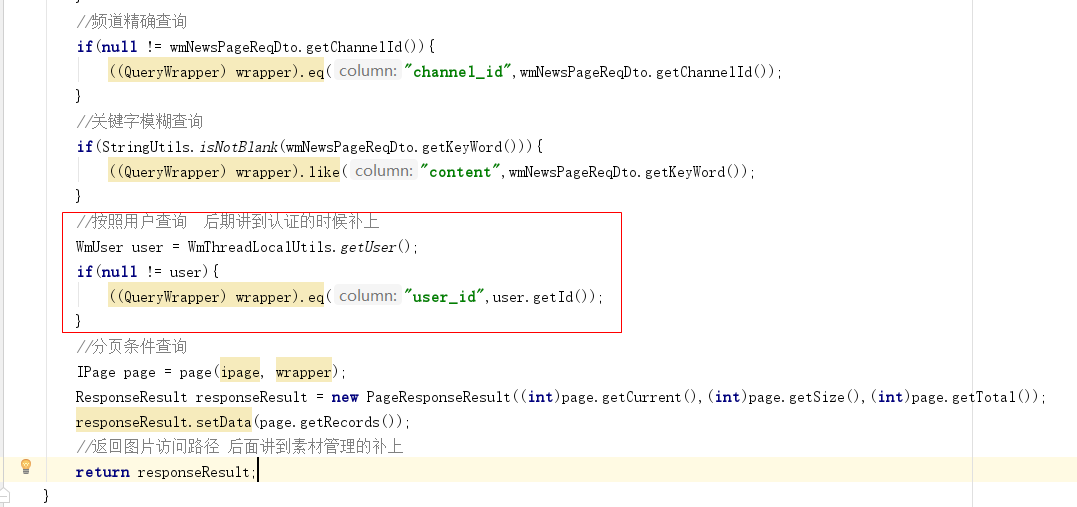 //频道精确查询
if(null != wmNewsPageReqDto.getChannelId()){
((QueryWrapper) wrapper).eq( column: "channel_id",wmNewsPageReqDto.getChannelId());
}
//关键字模糊查询
if(StringUtils.isNotBlank(wmNewsPageReqDto.getKeyWord())){
((QueryWrapper) wrapper).like( column: "content",wmNewsPageReqDto.getKeyWord());
}
//按照用户查询  后期讲到认证的时候补上
WmUser user = WmThreadLocalUtils.getUser();
if(null != user){
((QueryWrapper) wrapper).eq( column: "user_id",user.getId());
}
//分页条件查询
IPage page = page(ipage, wrapper);
ResponseResult responseResult = new PageResponseResult((int)page.getCurrent(),(int)page.getSize(),(int)page.getTotal());
responseResult.setData(page.getRecords());
//返回图片访问路径 后面讲到素材管理的补上
return responseResult;
}